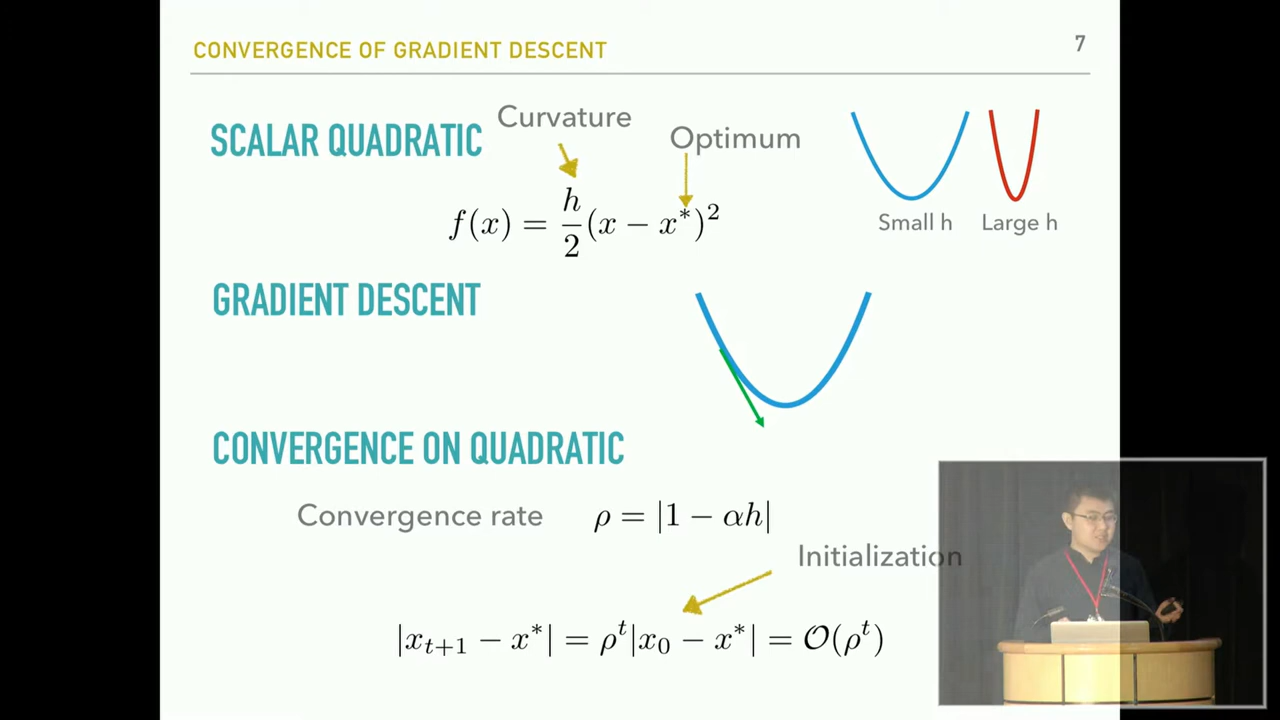 CONVERGENCE OF GRADIENT DESCENT
7
SCALAR QUADRATIC
Curvature
Optimum
f(x) = \frac{h}{2}(x - x^*)^2
Small h
Large h
GRADIENT DESCENT
CONVERGENCE ON QUADRATIC
Convergence rate ρ = |1 − αh|
Initialization
|x_{t+1} − x^*| = ρ^t|x_0 − x^*| = 𝒪(ρ^t)